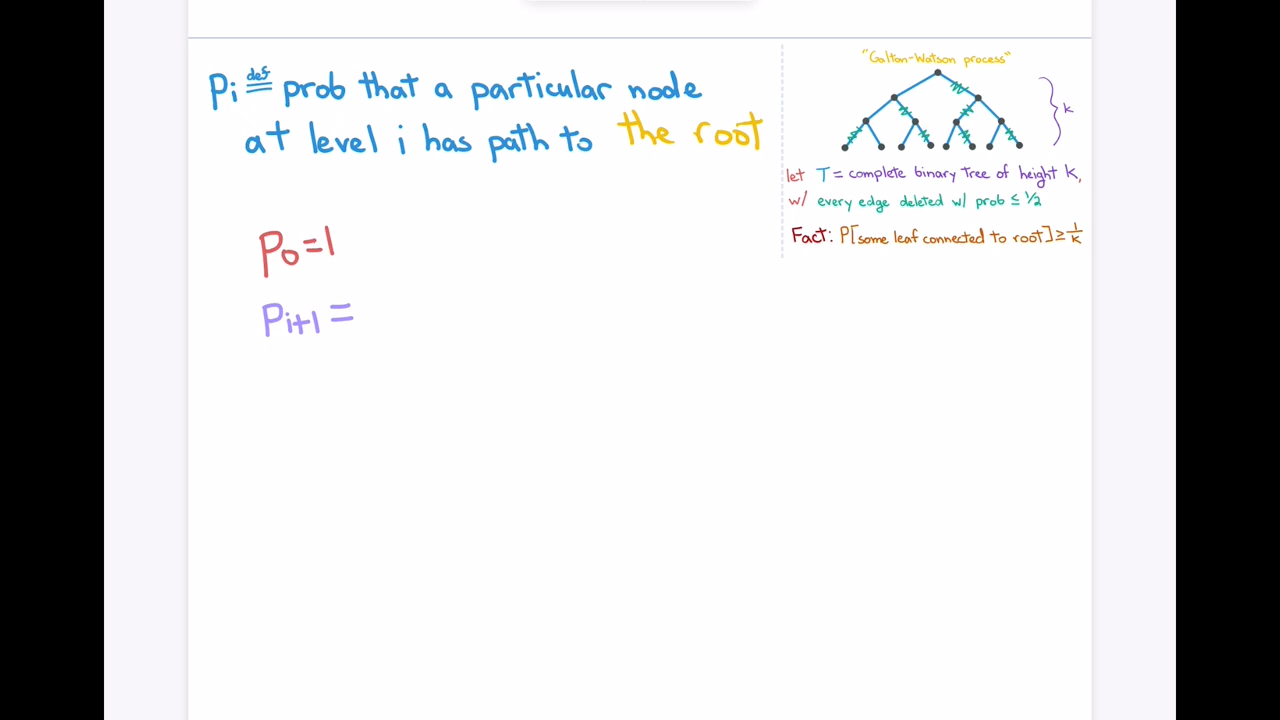 Pi def= prob that a particular node
at level i has path to the root
P0=1
Pi+1=
"Galton-Watson process"
k
let T= complete binary tree of height k,
w/ every edge deleted w/ prob ≤ 1/2
Fact: P[some leaf connected to root] ≥ 1/k